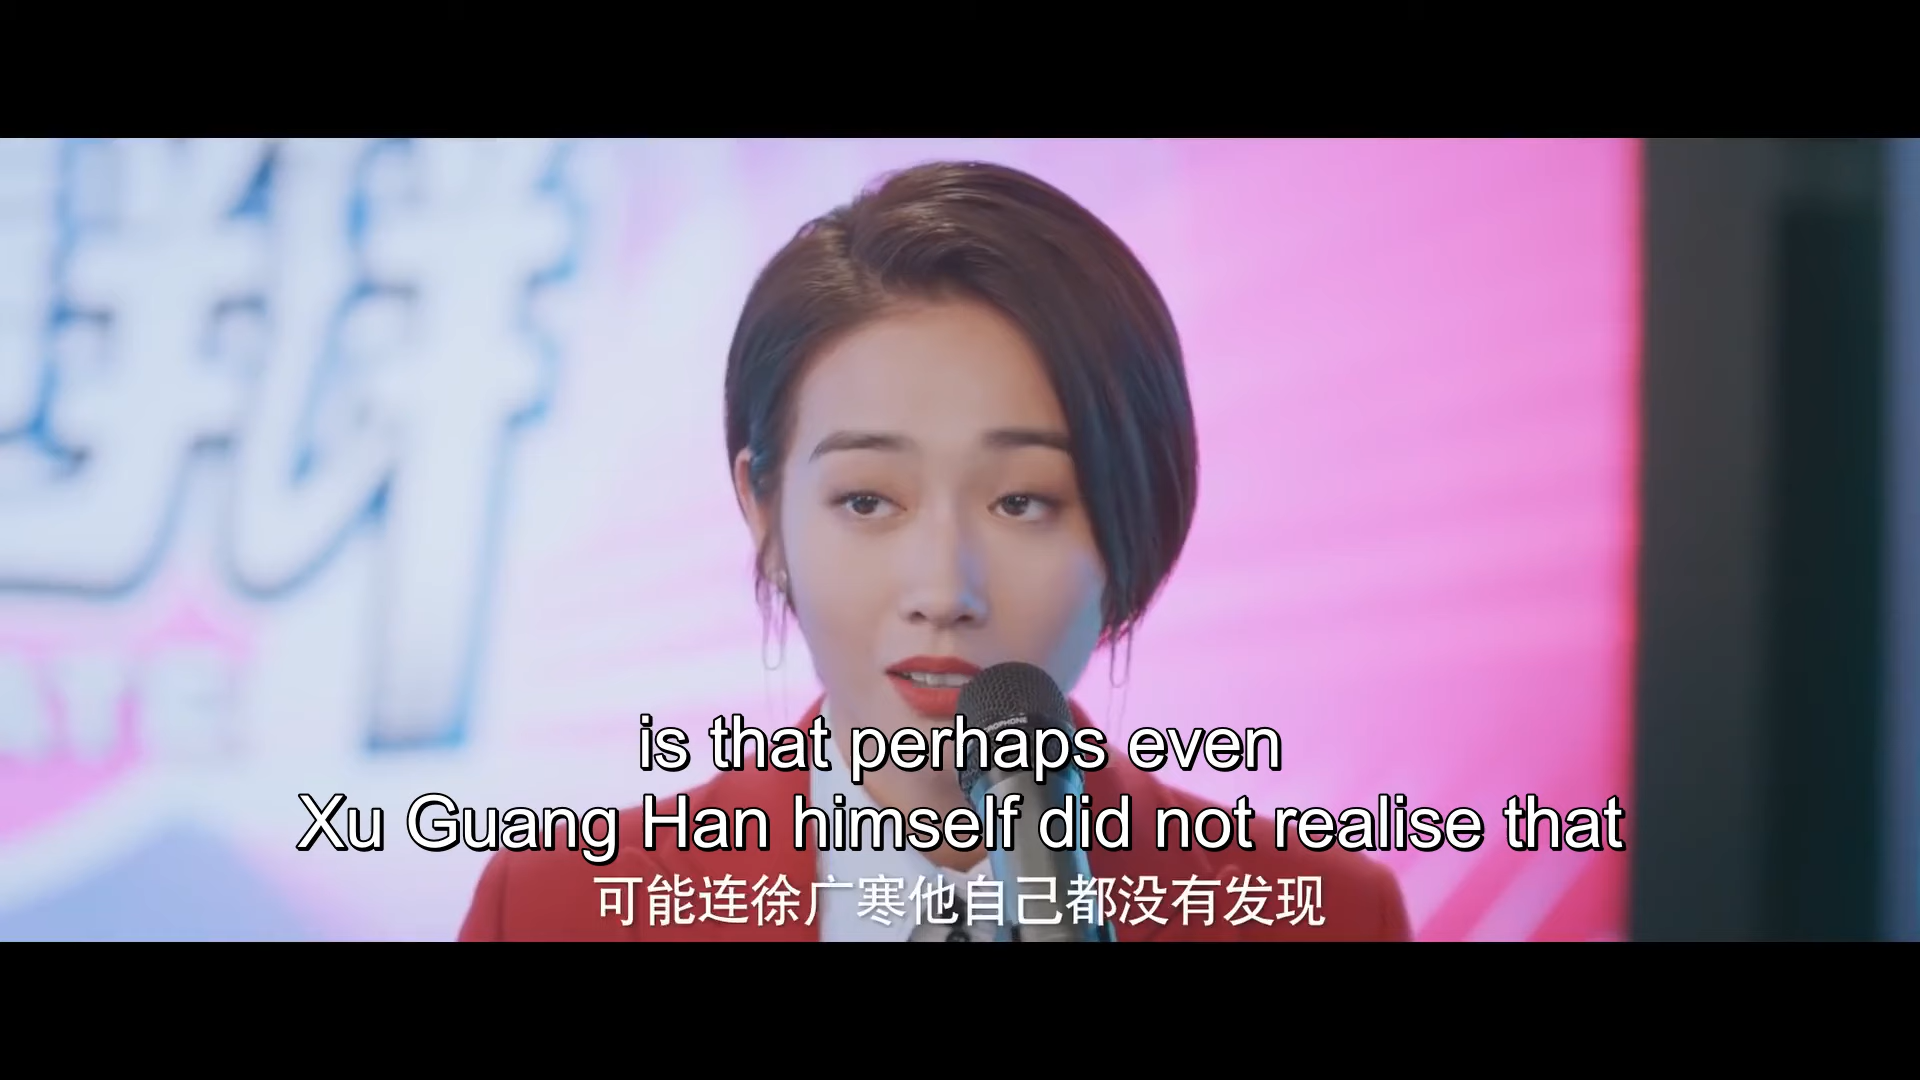 is that perhaps even
Xu Guang Han himself did not realise that
可能连徐广寒他自己都没有发现